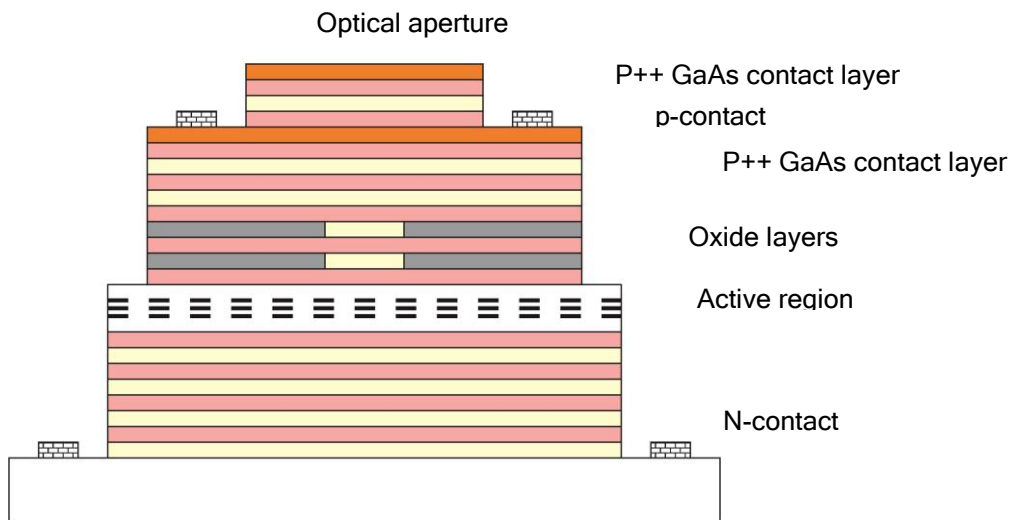 Optical aperture
P++ GaAs contact layer
p-contact
P++ GaAs contact layer
Oxide layers
Active region
N-contact